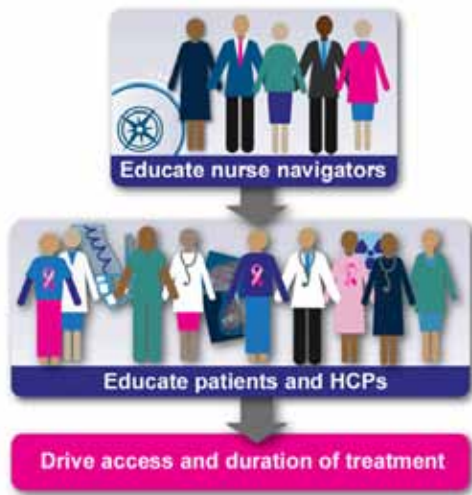 Educate nurse navigators
Educate patients and HCPs
Drive access and duration of treatment